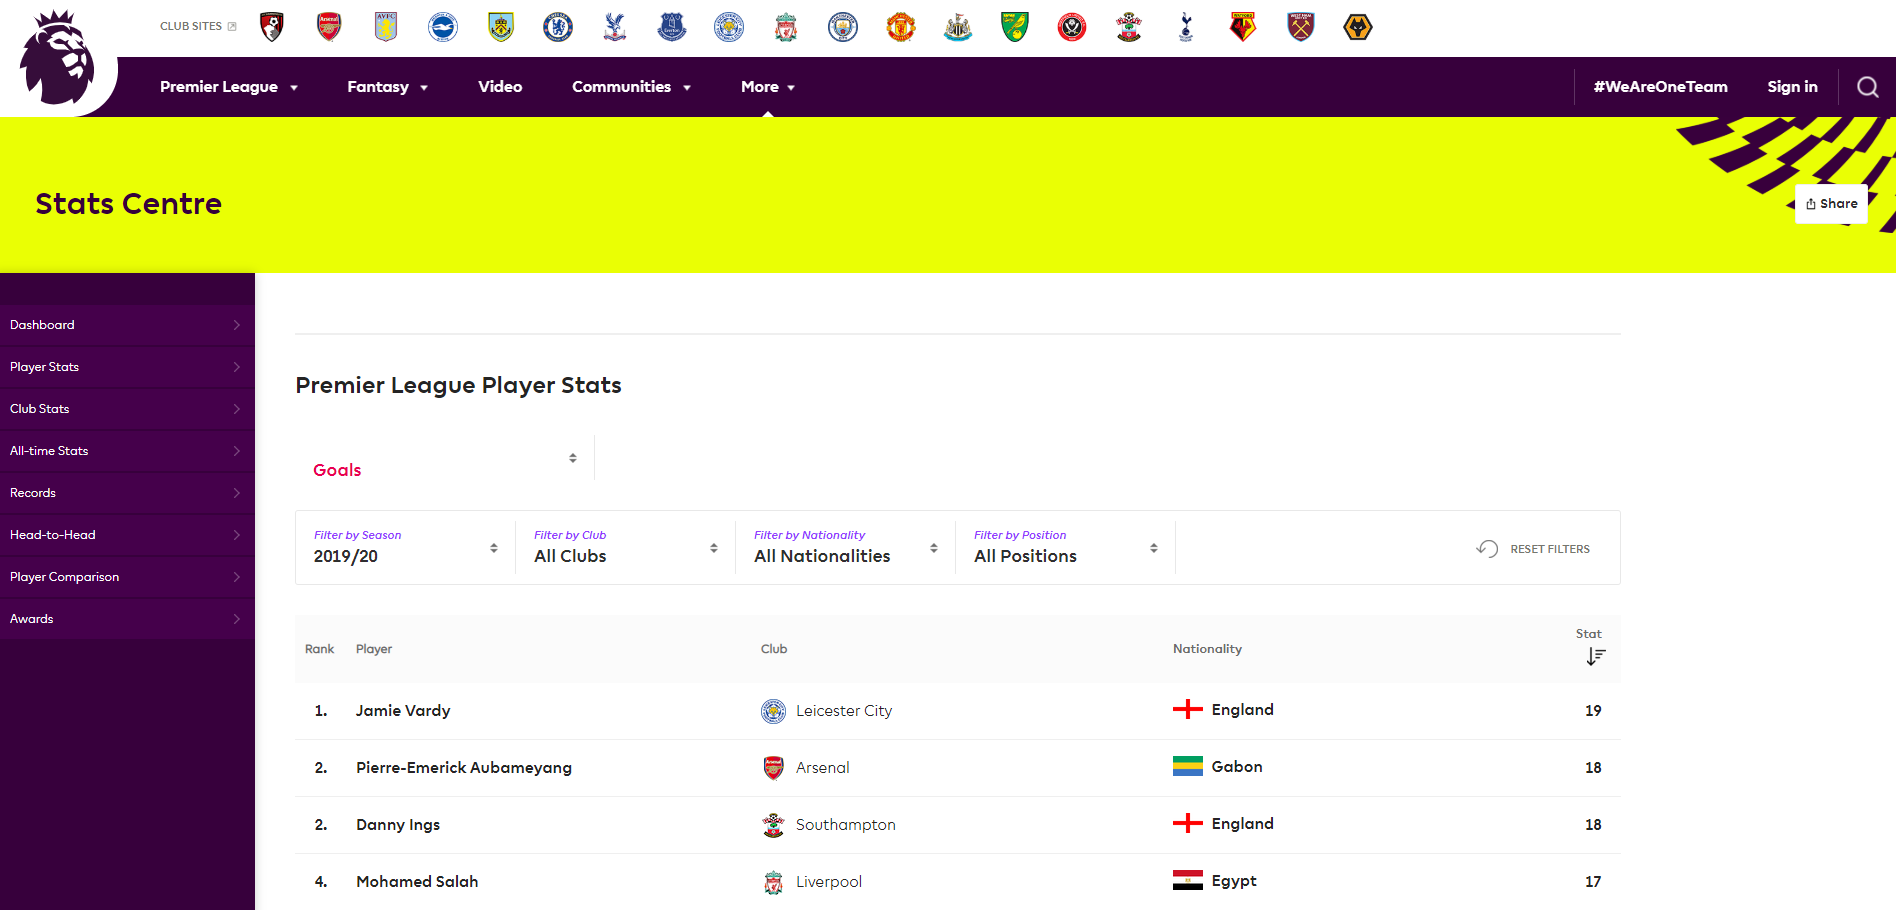 CLUB SITES
Premier League
Fantasy
Video
Communities
More
#WeAreOneTeam
Sign in
Stats Centre
Share
Dashboard
Player Stats
Club Stats
All-time Stats
Records
Head-to-Head
Player Comparison
Awards
Premier League Player Stats
Goals
Filter by Season
2019/20
Filter by Club
All Clubs
Filter by Nationality
All Nationalities
Filter by Position
All Positions
RESET FILTERS
Rank Player Club Nationality Stat
1. Jamie Vardy Leicester City England 19
2. Pierre-Emerick Aubameyang Arsenal Gabon 18
2. Danny Ings Southampton England 18
4. Mohamed Salah Liverpool Egypt 17